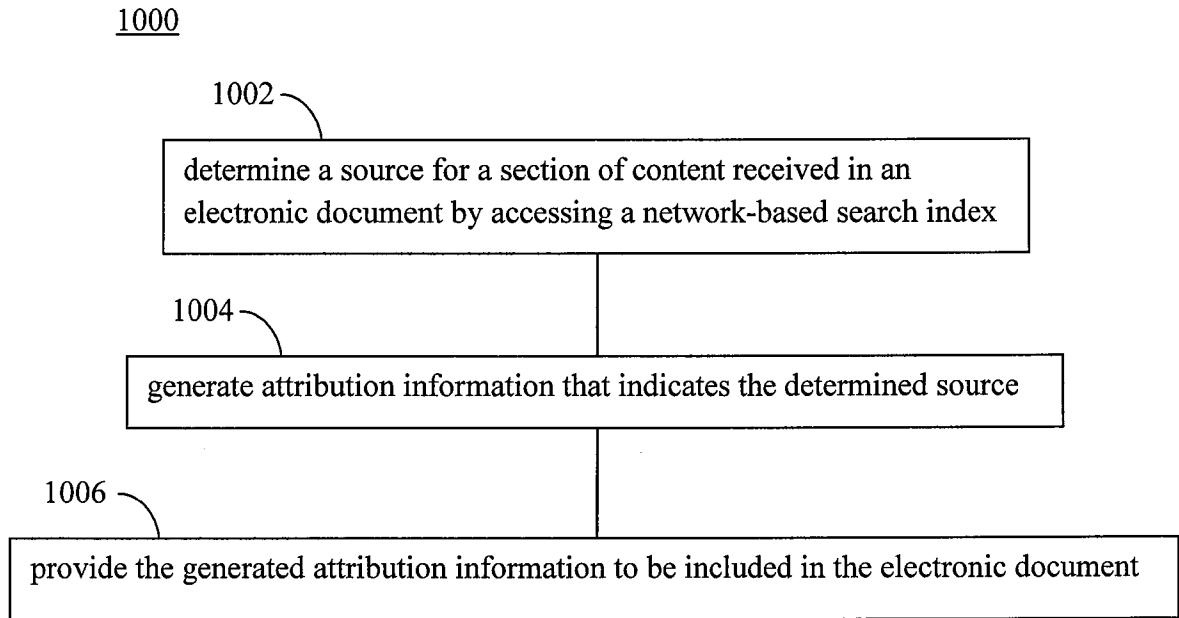 1000
1002
determine a source for a section of content received in an
electronic document by accessing a network-based search index
1004
generate attribution information that indicates the determined source
1006
provide the generated attribution information to be included in the electronic document